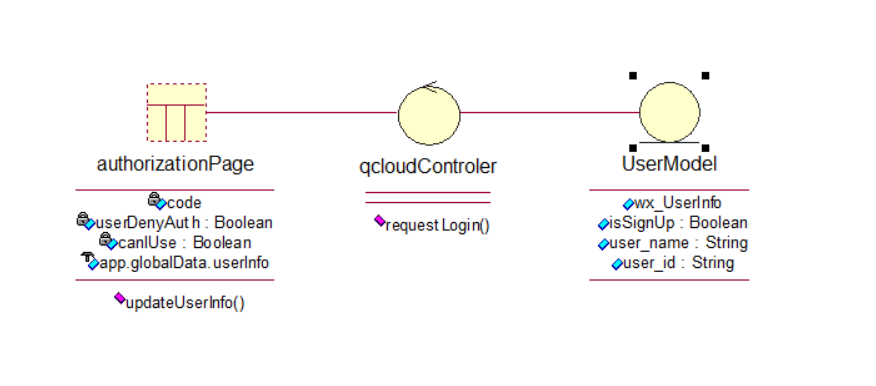 authorizationPage
code
userDenyAuth : Boolean
canIUse : Boolean
app.globalData.userInfo
updateUserInfo()
qcloudControler
requestLogin()
UserModel
wx_UserInfo
isSignUp : Boolean
user_name : String
user_id : String